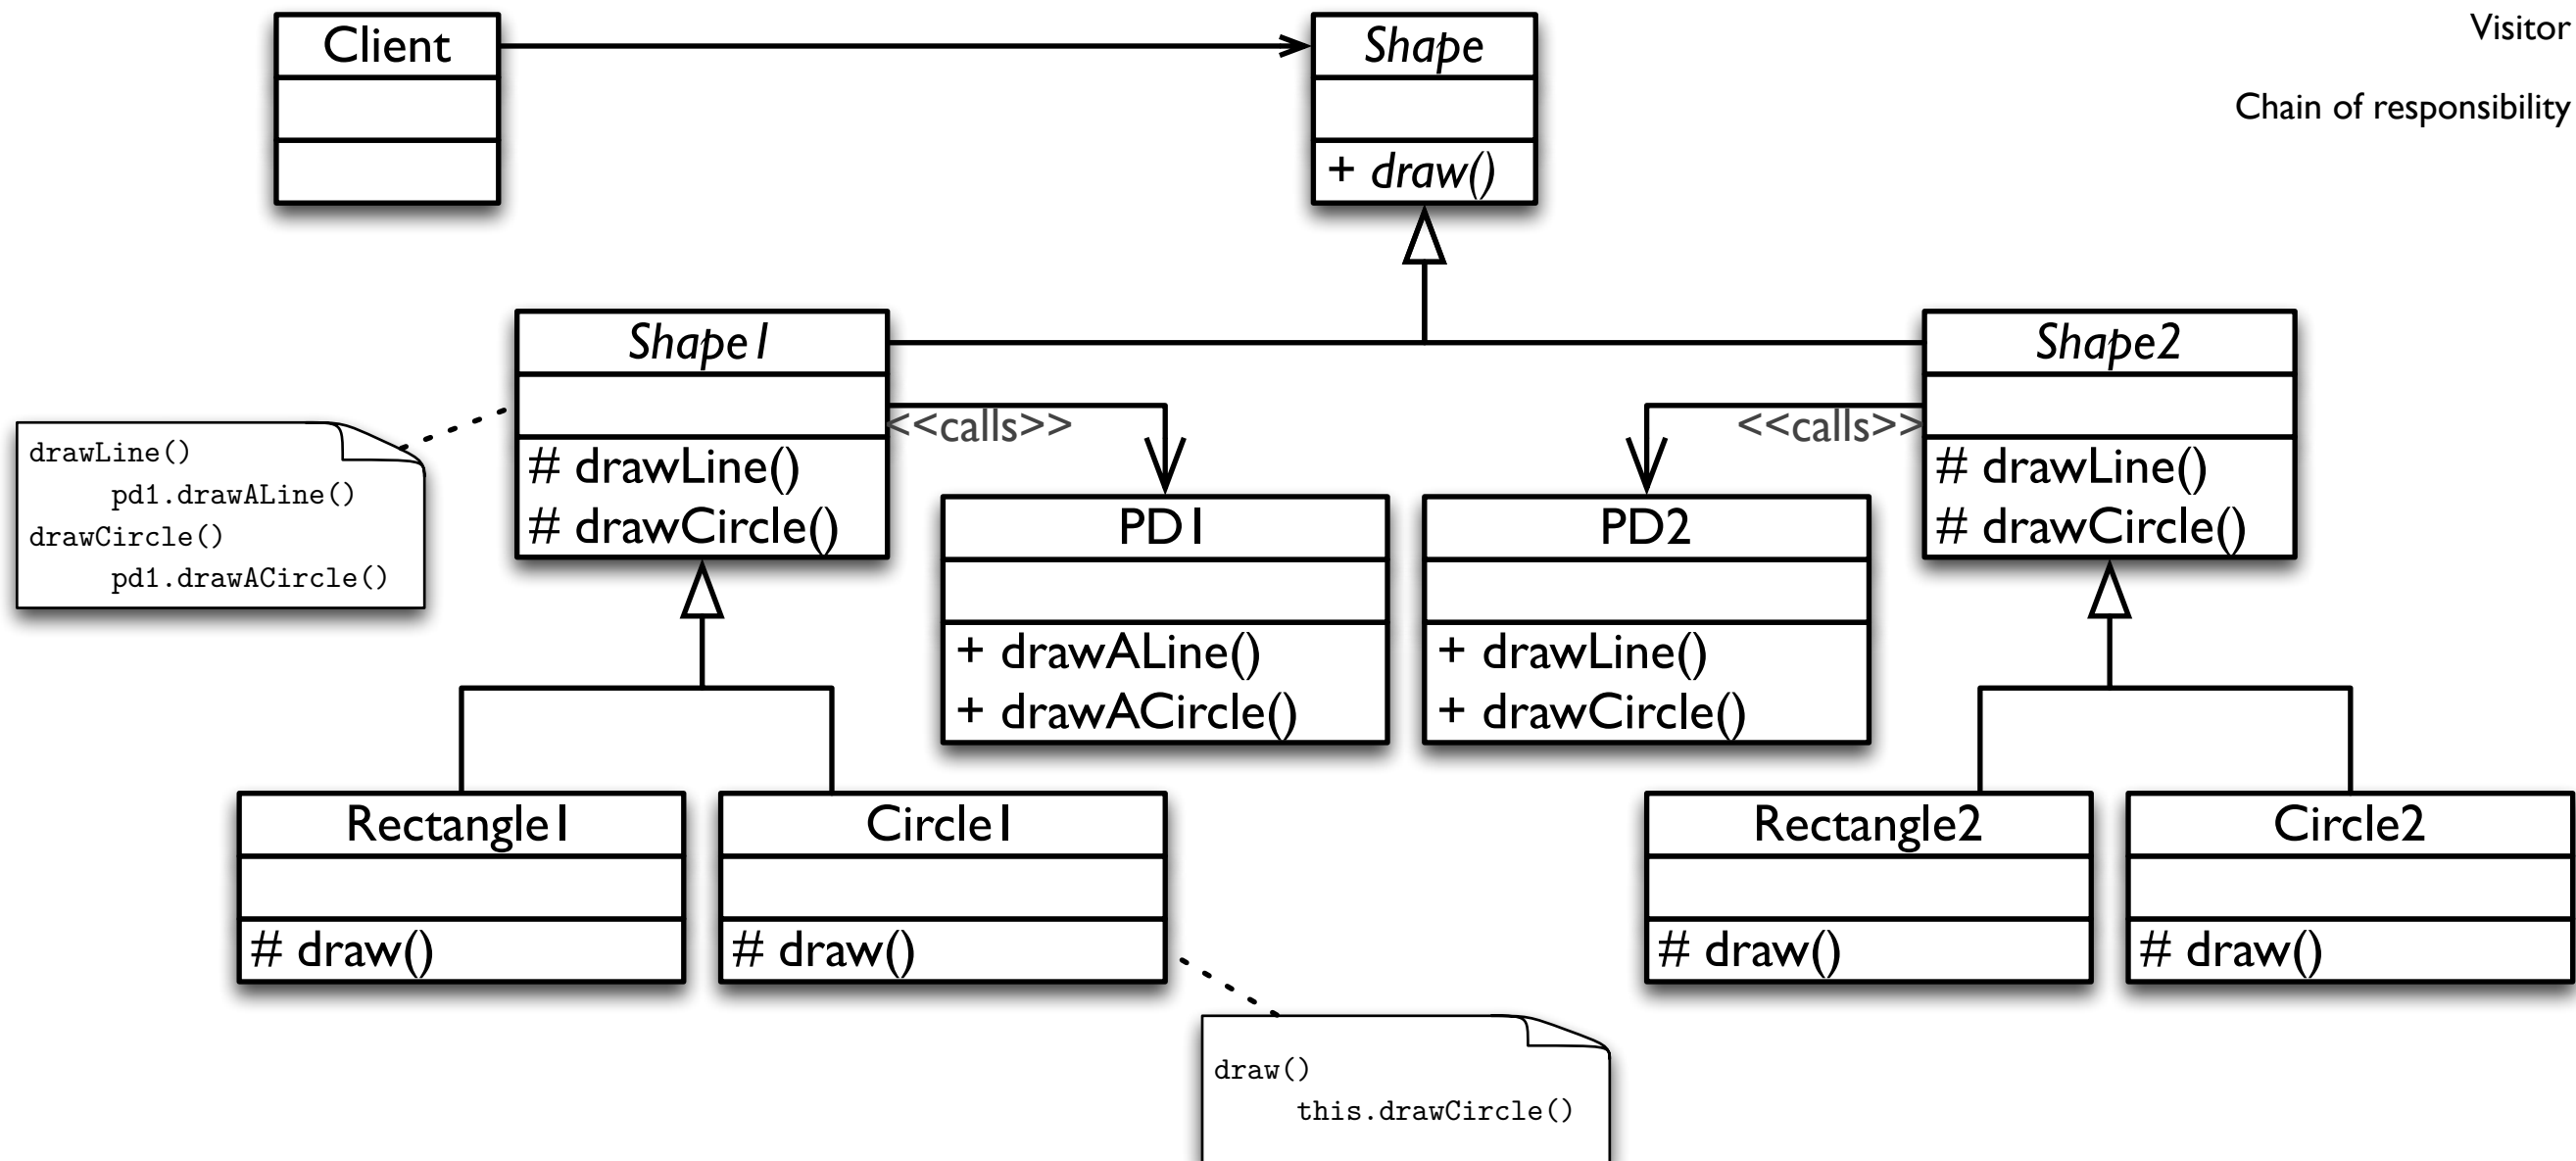 Client
Shape
+ draw()
Visitor
Chain of responsibility
Shape1
# drawLine()
# drawCircle()
<<calls>>
<<calls>>
Shape2
# drawLine()
# drawCircle()
drawLine()
pd1.drawALine()
drawCircle()
pd1.drawACircle()
PD1
+ drawALine()
+ drawACircle()
PD2
+ drawLine()
+ drawCircle()
Rectangle1
# draw()
Circle1
# draw()
Rectangle2
# draw()
Circle2
# draw()
draw()
this.drawCircle()